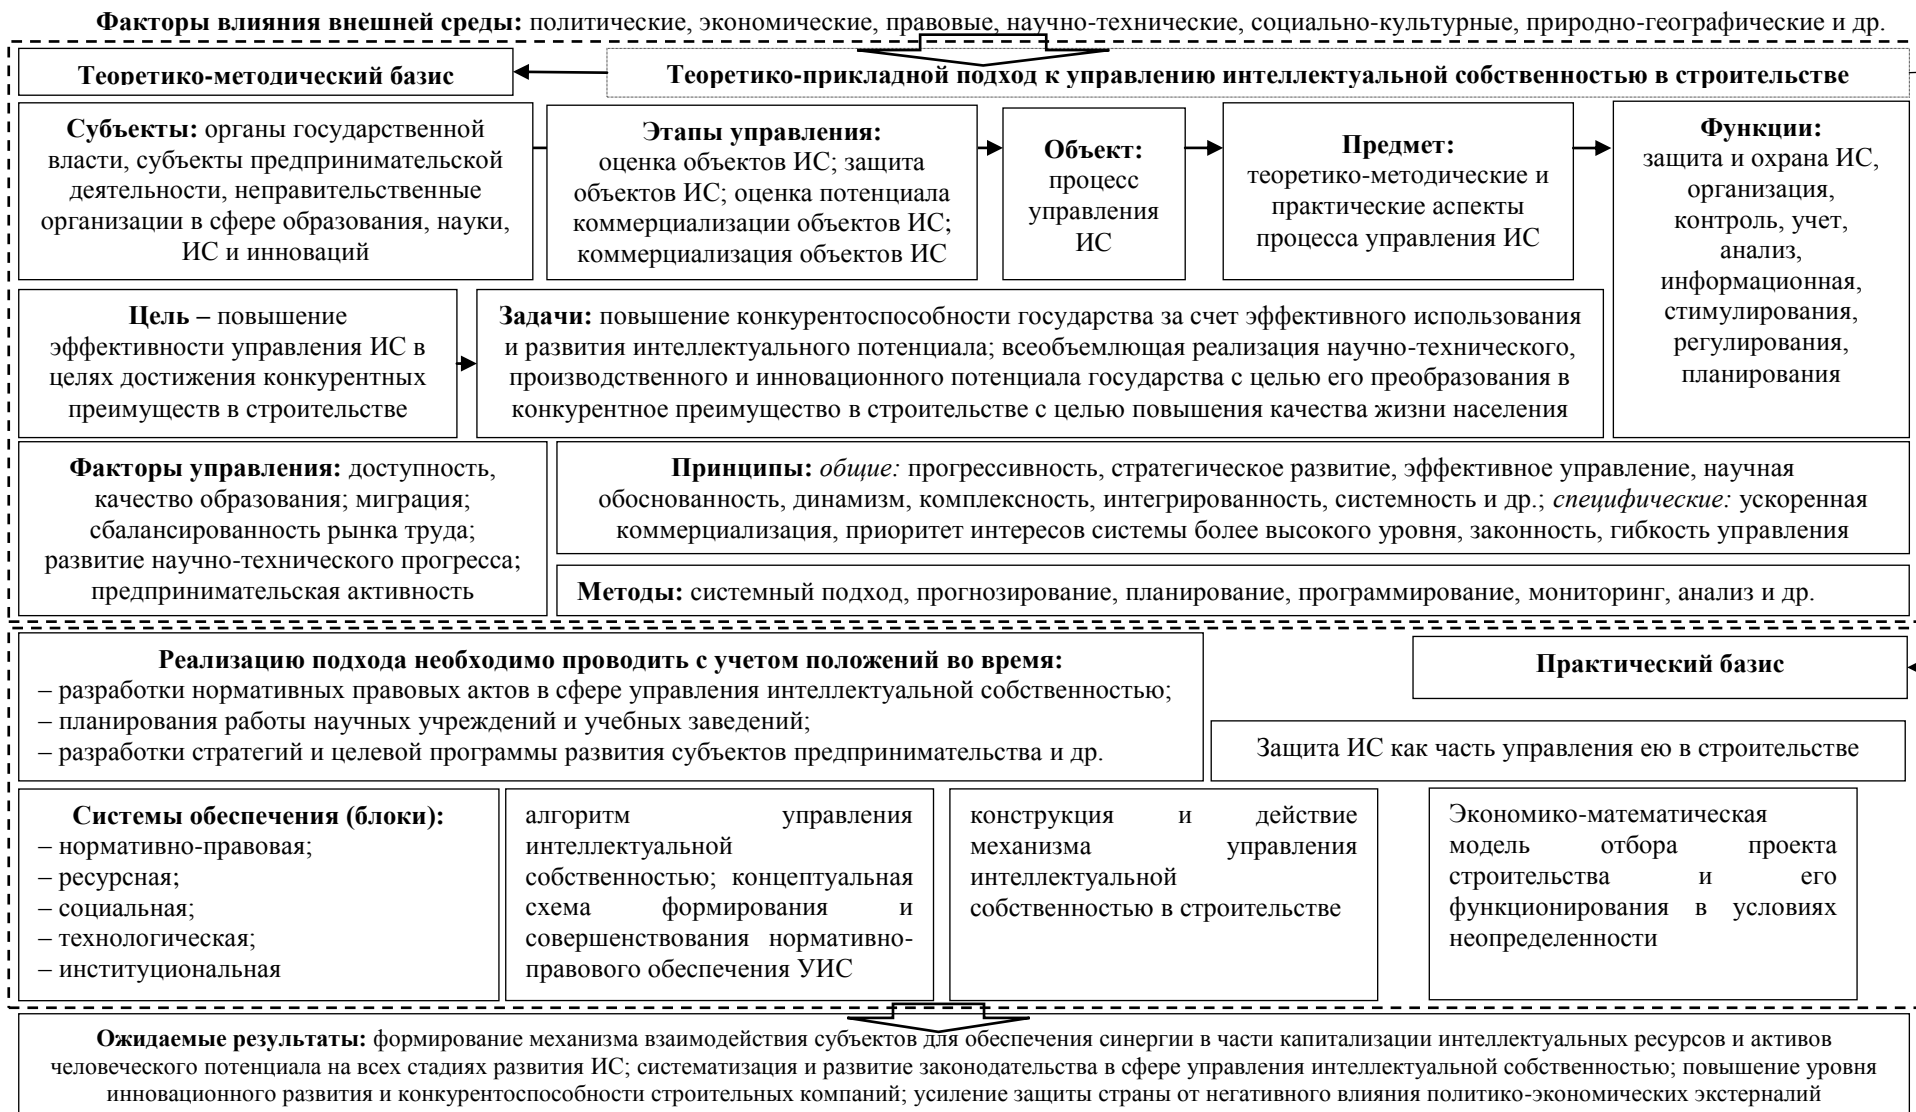 Факторы влияния внешней среды: политические, экономические, правовые, научно-технические, социально-культурные, природно-географические и др.
Теоретико-методический базис
Теоретико-прикладной подход к управлению интеллектуальной собственностью в строительстве
Субъекты: органы государственной
власти, субъекты предпринимательской
деятельности, неправительственные
организации в сфере образования, науки,
ИС и инноваций
Этапы управления:
оценка объектов ИС; защита
объектов ИС; оценка потенциала
коммерциализации объектов ИС;
коммерциализация объектов ИС
Объект:
процесс
управления
ИС
Предмет:
теоретико-методические и
практические аспекты
процесса управления ИС
Функции:
защита и охрана ИС,
организация,
контроль, учет,
анализ,
информационная,
стимулирования,
регулирования,
планирования
Цель – повышение
эффективности управления ИС в
целях достижения конкурентных
преимуществ в строительстве
Задачи: повышение конкурентоспособности государства за счет эффективного использования
и развития интеллектуального потенциала; всеобъемлющая реализация научно-технического,
производственного и инновационного потенциала государства с целью его преобразования в
конкурентное преимущество в строительстве с целью повышения качества жизни населения
Факторы управления: доступность,
качество образования; миграция;
сбалансированность рынка труда;
развитие научно-технического прогресса;
предпринимательская активность
Принципы: общие: прогрессивность, стратегическое развитие, эффективное управление, научная
обоснованность, динамизм, комплексность, интегрированность, системность и др.; специфические: ускоренная
коммерциализация, приоритет интересов системы более высокого уровня, законность, гибкость управления
Методы: системный подход, прогнозирование, планирование, программирование, мониторинг, анализ и др.
Реализацию подхода необходимо проводить с учетом положений во время:
– разработки нормативных правовых актов в сфере управления интеллектуальной собственностью;
– планирования работы научных учреждений и учебных заведений;
– разработки стратегий и целевой программы развития субъектов предпринимательства и др.
Практический базис
Защита ИС как часть управления ею в строительстве
Системы обеспечения (блоки):
– нормативно-правовая;
– ресурсная;
– социальная;
– технологическая;
– институциональная
алгоритм управления
интеллектуальной
собственностью; концептуальная
схема формирования и
совершенствования нормативно-
правового обеспечения УИС
конструкция и действие
механизма управления
интеллектуальной
собственностью в строительстве
Экономико-математическая
модель отбора проекта
строительства и его
функционирования в условиях
неопределенности
Ожидаемые результаты: формирование механизма взаимодействия субъектов для обеспечения синергии в части капитализации интеллектуальных ресурсов и активов
человеческого потенциала на всех стадиях развития ИС; систематизация и развитие законодательства в сфере управления интеллектуальной собственностью; повышение уровня
инновационного развития и конкурентоспособности строительных компаний; усиление защиты страны от негативного влияния политико-экономических экстерналий